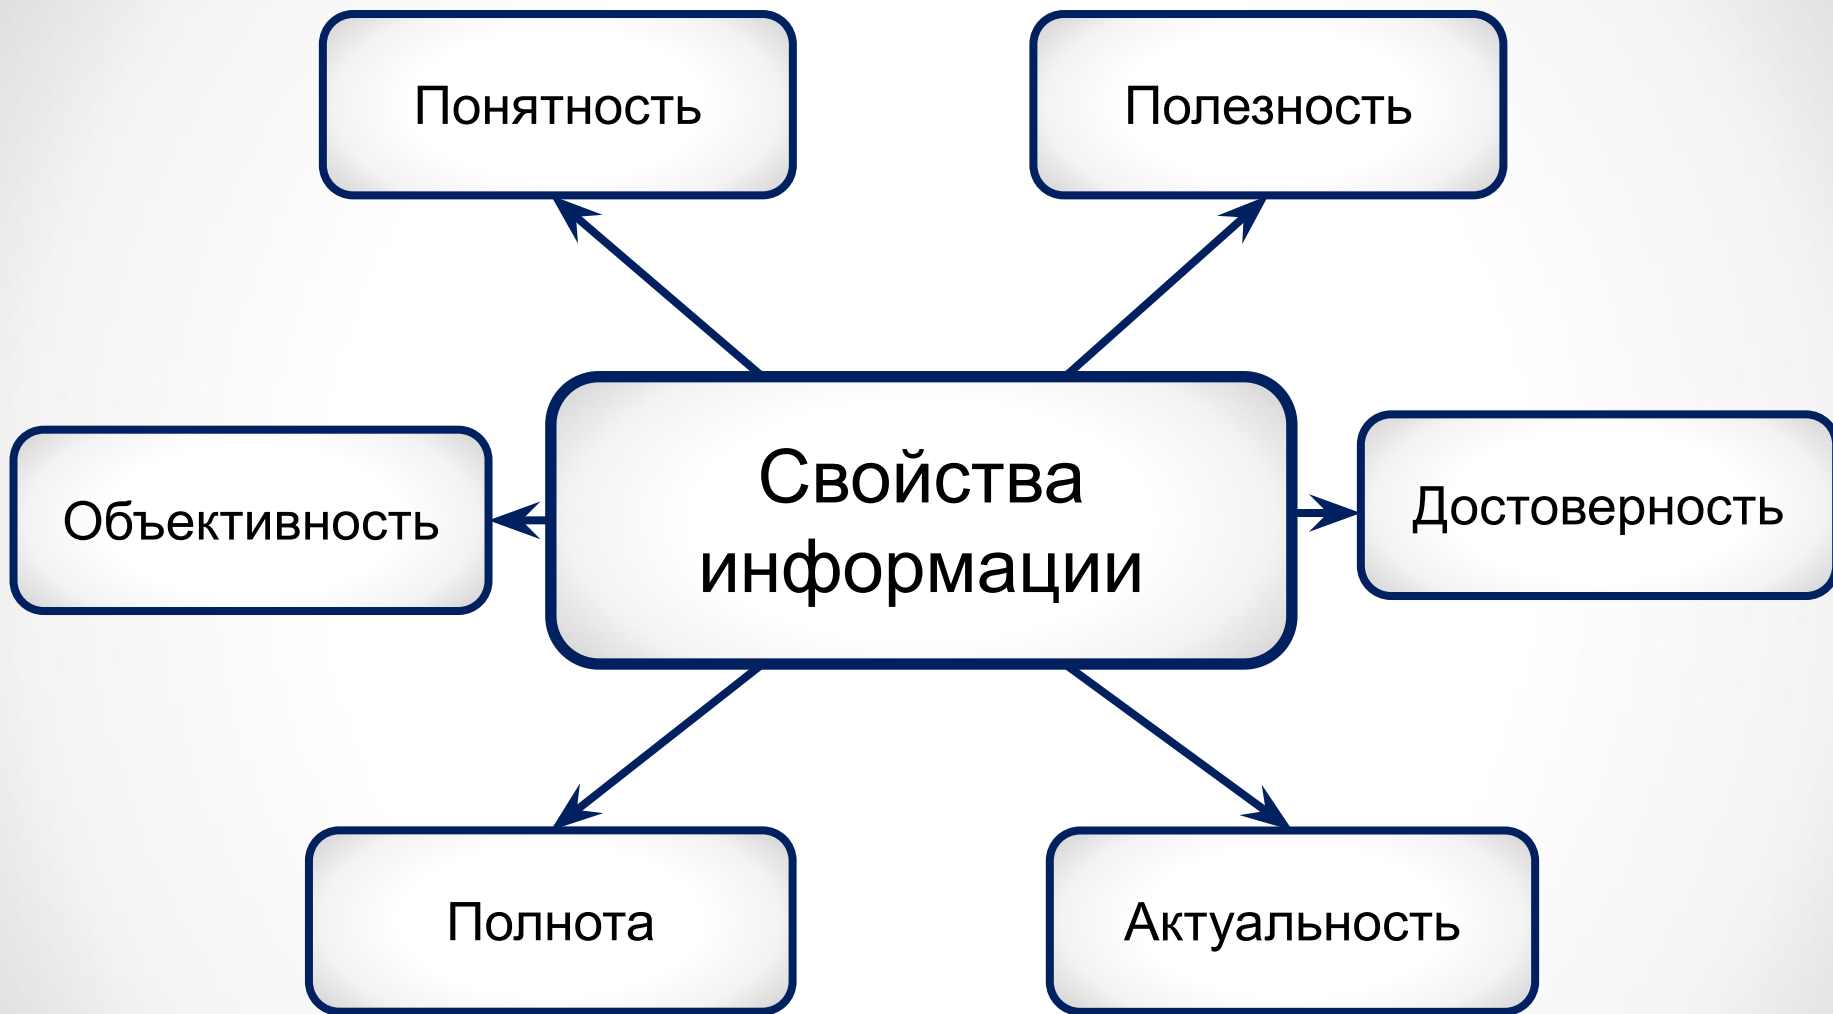 Понятность
Полезность
Свойства
информации
Объективность
Достоверность
Полнота
Актуальность